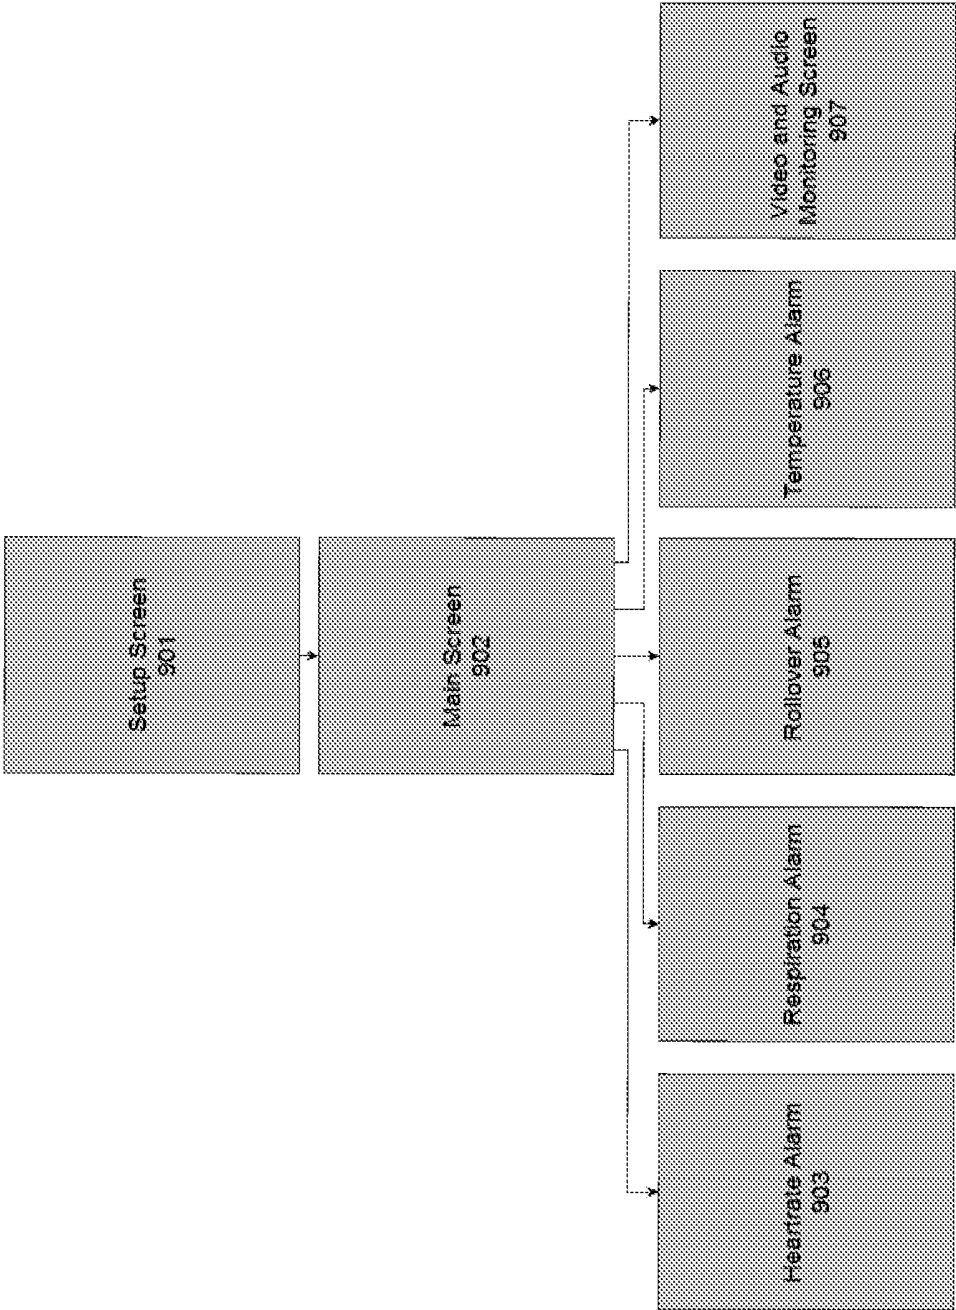 Setup Screen
901
Main Screen
902
Heartrate Alarm
903
Respiration Alarm
904
Rollover Alarm
905
Temperature Alarm
906
Video and Audio
Monitoring Screen
907